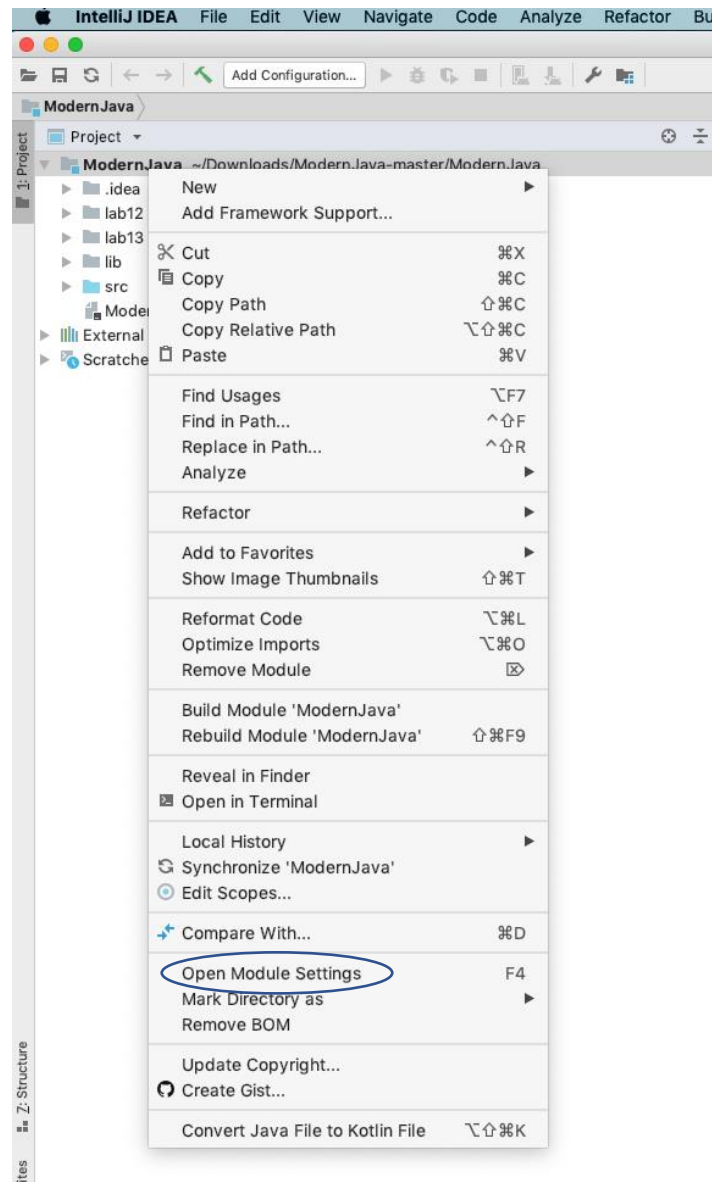 IntelliJ IDEA File Edit View Navigate Code Analyze Refactor Bu
Add Configuration...
ModernJava
1: Project
Project
ModernJava ~/Downloads/ModernJava-master/ModernJava
.idea
lab12
lab13
lib
src
Moder
External
Scratche
New
Add Framework Support...
Cut ⌘X
Copy ⌘C
Copy Path ⇧⌘C
Copy Relative Path ⌥⇧⌘C
Paste ⌘V
Find Usages ⌥F7
Find in Path... ^⇧F
Replace in Path... ^⇧R
Analyze
Refactor
Add to Favorites
Show Image Thumbnails ⇧⌘T
Reformat Code ⌥⌘L
Optimize Imports ⌥⌘O
Remove Module ⌦
Build Module 'ModernJava'
Rebuild Module 'ModernJava' ⇧⌘F9
Reveal in Finder
Open in Terminal
Local History
Synchronize 'ModernJava'
Edit Scopes...
Compare With... ⌘D
Open Module Settings F4
Mark Directory as
Remove BOM
Update Copyright...
Create Gist...
Convert Java File to Kotlin File ⌥⇧⌘K
Z: Structure
ites